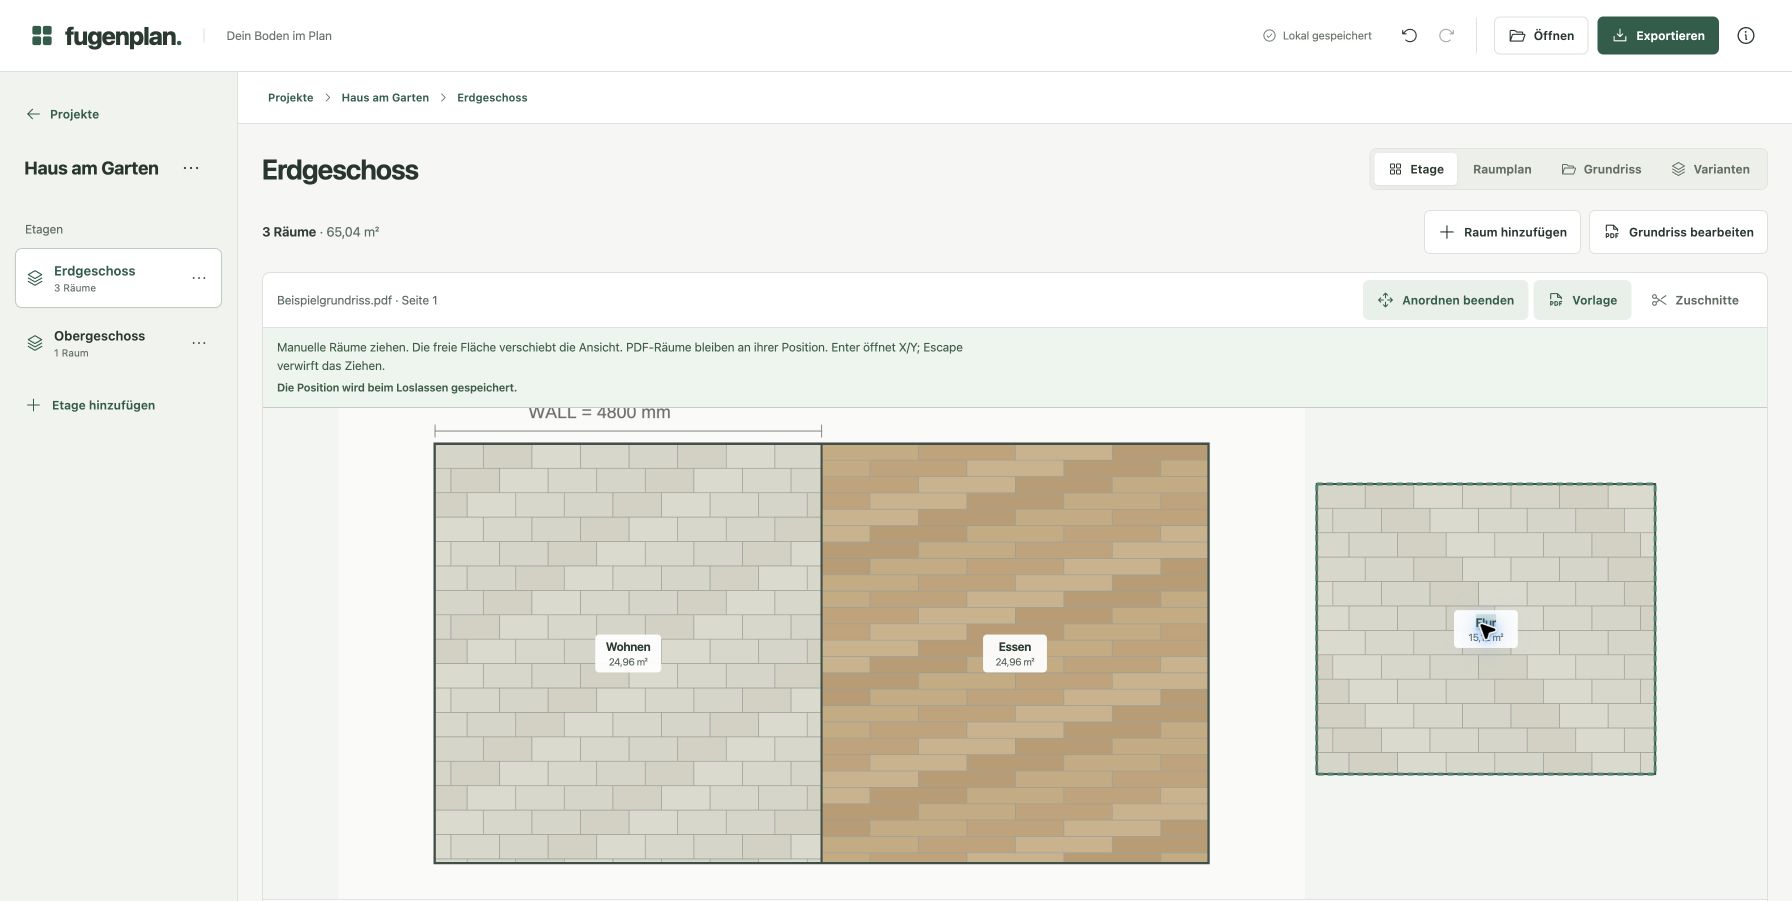 fugenplan.
Dein Boden im Plan
Lokal gespeichert
Öffnen
Exportieren
Projekte
Haus am Garten
Etagen
Erdgeschoss
3 Räume
Obergeschoss
1 Raum
Etage hinzufügen
Projekte > Haus am Garten > Erdgeschoss
Erdgeschoss
Etage
Raumplan
Grundriss
Varianten
3 Räume · 65,04 m²
Raum hinzufügen
PDF Grundriss bearbeiten
Beispielgrundriss.pdf · Seite 1
Anordnen beenden
PDF Vorlage
Zuschnitte
Manuelle Räume ziehen. Die freie Fläche verschiebt die Ansicht. PDF-Räume bleiben an ihrer Position. Enter öffnet X/Y; Escape
verwirft das Ziehen.
Die Position wird beim Loslassen gespeichert.
WALL = 4800 mm
Wohnen
24,96 m²
Essen
24,96 m²
Flur
m²